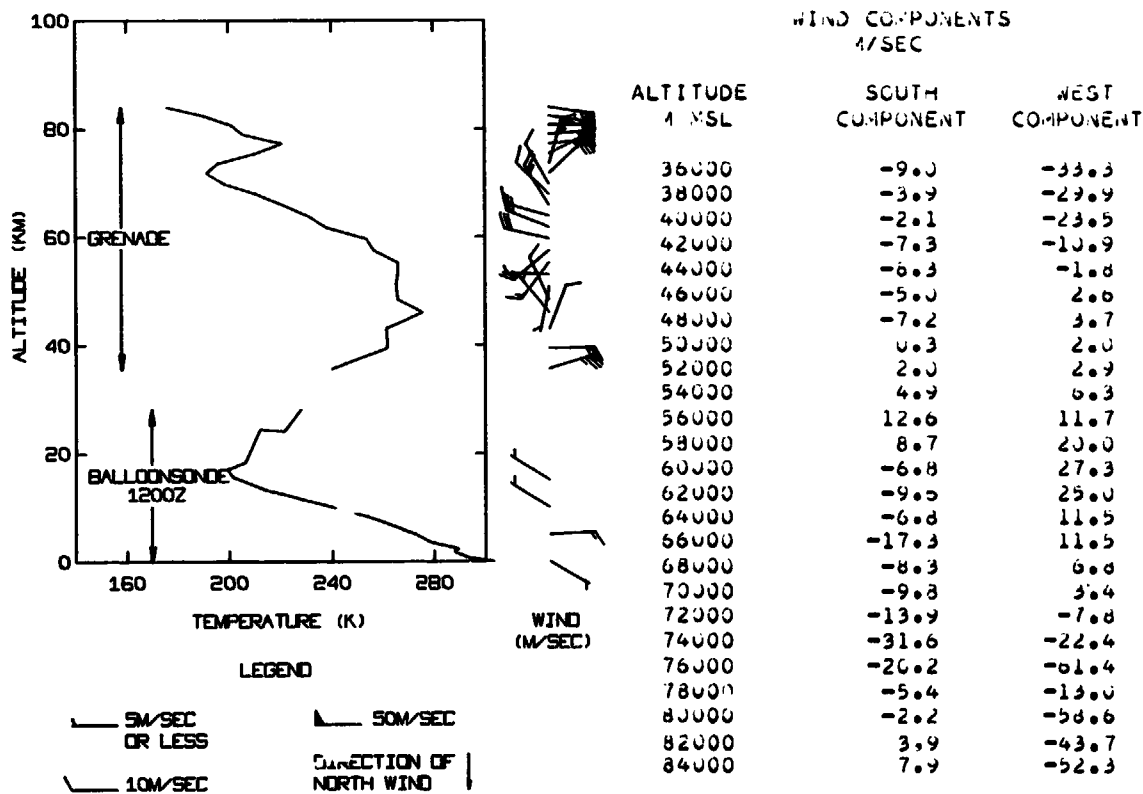 100
80
60
40
20
0
ALTITUDE (KM)
GRENADE
BALLOONSONDE
1200Z
160 200 240 280
TEMPERATURE (K)
WIND
(M/SEC)
LEGEND
5M/SEC
OR LESS
10M/SEC
50M/SEC
DIRECTION OF
NORTH WIND
WIND COMPONENTS
M/SEC
ALTITUDE SOUTH WEST
M MSL COMPONENT COMPONENT
36000 -9.0 -33.3
38000 -3.9 -29.9
40000 -2.1 -23.5
42000 -7.3 -10.9
44000 -1.8
46000 -5.0 2.6
48000 -7.2 3.7
50000 0.3 2.0
52000 2.0 2.9
54000 4.9 6.3
56000 12.6 11.7
58000 8.7 20.0
60000 -6.8 27.3
62000 -9.5 25.0
64000 -6.8 11.5
66000 -17.3 11.5
68000 -8.3 6.8
70000 -9.8 3.4
72000 -13.9 -7.8
74000 -31.6 -22.4
76000 -20.2 -61.4
78000 -5.4
80000 -2.2 -58.6
82000 3.9 -43.7
84000 7.9 -52.3